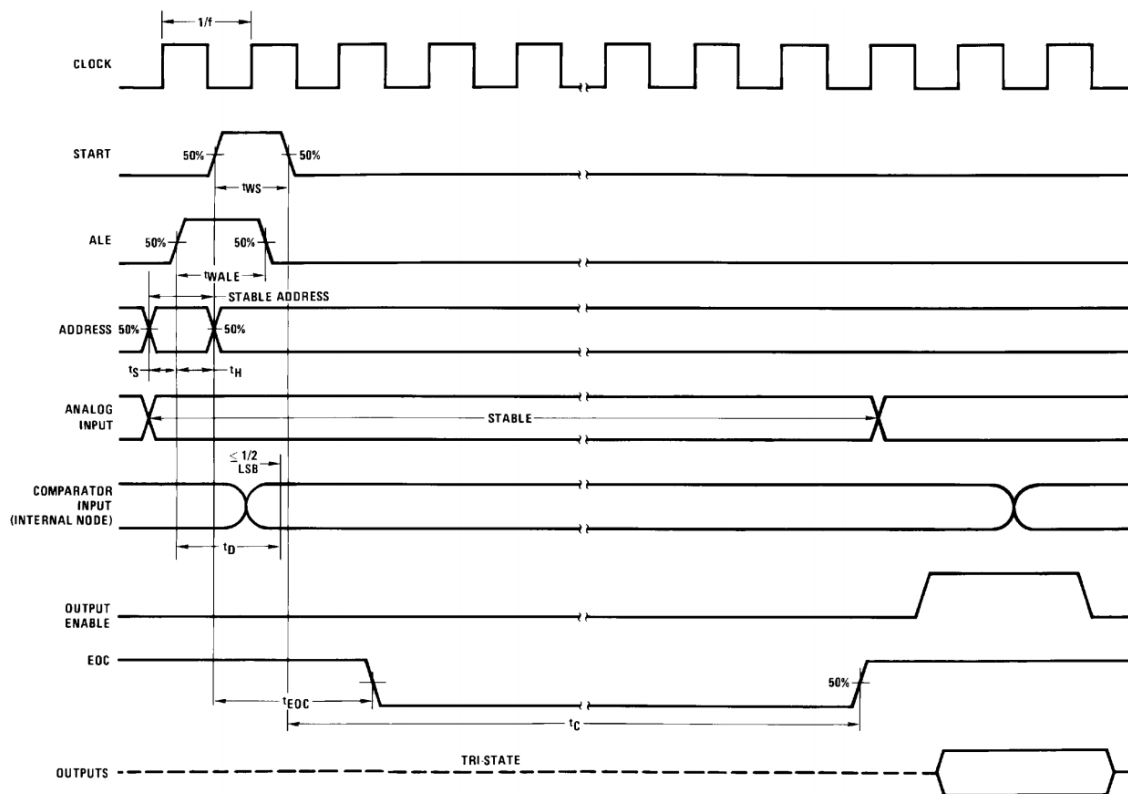 1/f
CLOCK
START
50%
50%
tWS
ALE
50%
50%
tWALE
STABLE ADDRESS
ADDRESS
50%
50%
tS
tH
ANALOG
INPUT
STABLE
≤ 1/2
LSB
COMPARATOR
INPUT
(INTERNAL NODE)
tD
OUTPUT
ENABLE
EOC
50%
tEOC
tC
TRI-STATE
OUTPUTS